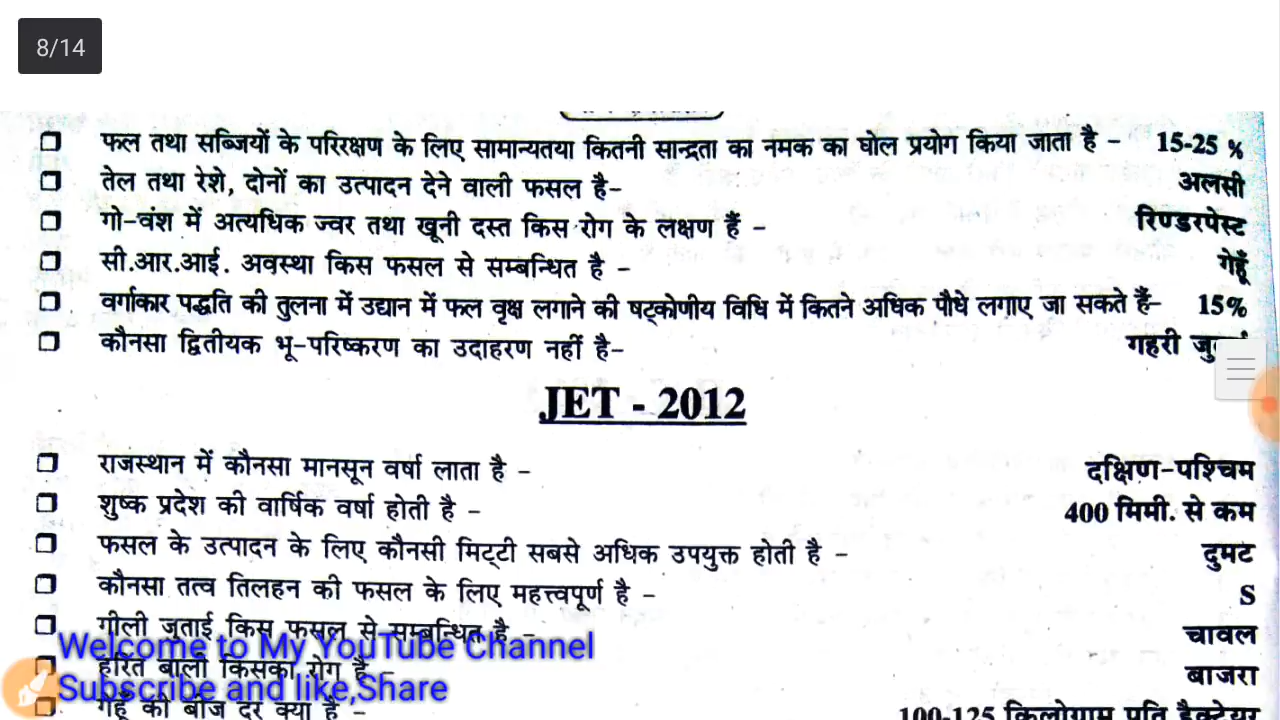 8/14
फल तथा सब्जियों के परिरक्षण के लिए सामान्यतया कितनी सान्द्रता का नमक का घोल प्रयोग किया जाता है - 15-25 %
तेल तथा रेशे, दोनों का उत्पादन देने वाली फसल है- अलसी
गो-वंश में अत्यधिक ज्वर तथा खूनी दस्त किस रोग के लक्षण हैं - रिण्डरपेस्ट
सी.आर.आई. अवस्था किस फसल से सम्बन्धित है - गेहूँ
वर्गाकार पद्धति की तुलना में उद्यान में फल वृक्ष लगाने की षट्कोणीय विधि में कितने अधिक पौधे लगाए जा सकते हैं- 15%
कौनसा द्वितीयक भू-परिष्करण का उदाहरण नहीं है- गहरी
JET - 2012
राजस्थान में कौनसा मानसून वर्षा लाता है - दक्षिण-पश्चिम
शुष्क प्रदेश की वार्षिक वर्षा होती है - 400 मिमी. से कम
फसल के उत्पादन के लिए कौनसी मिट्टी सबसे अधिक उपयुक्त होती है - दुमट
कौनसा तत्व तिलहन की फसल के लिए महत्त्वपूर्ण है - S
गीली जुताई किस फसल से सम्बन्धित है - चावल
Welcome to My YouTube Channel
हरित बाली किसका रोग है - बाजरा
Subscribe and like,Share
गेहूँ की बीज दर क्या है - 100-125 किलोग्राम प्रति हैक्टेयर